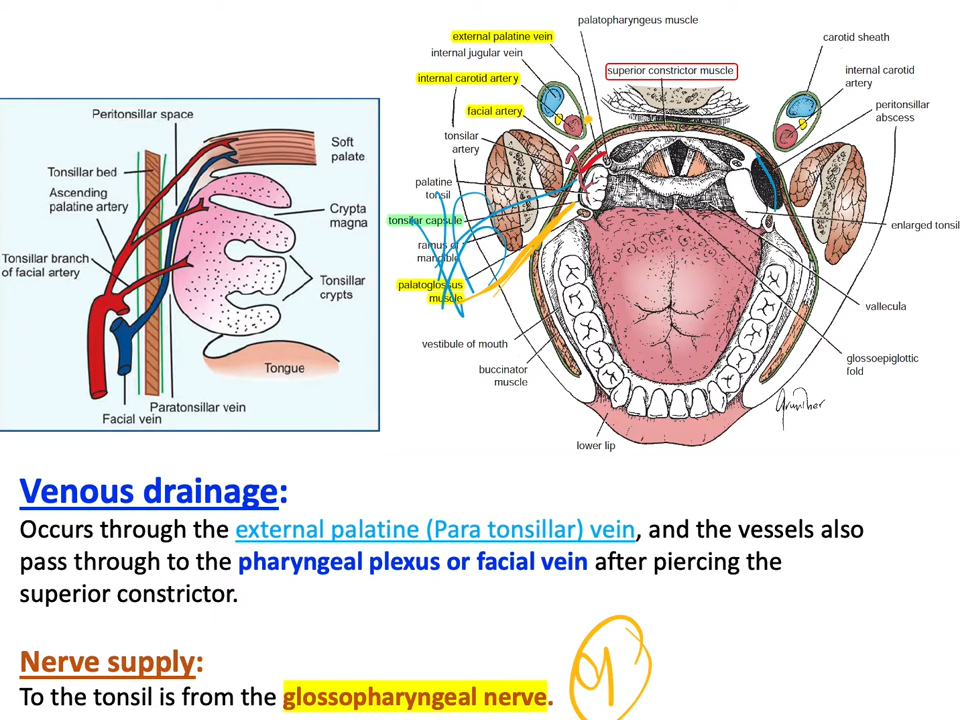 Peritonsillar space
Tonsillar bed
Ascending
palatine artery
Tonsillar branch
of facial artery
Soft
palate
Crypta
magna
Tonsillar
crypts
Tongue
Paratonsillar vein
Facial vein
palatopharyngeus muscle
external palatine vein
internal jugular vein
internal carotid artery
facial artery
tonsilar
artery
palatine
tonsil
tonsilar capsule
ramus of
mandible
palatoglossus
muscle
vestibule of mouth
buccinator
muscle
lower lip
superior constrictor muscle
carotid sheath
internal carotid
artery
peritonsillar
abscess
enlarged tonsil
vallecula
glossoepiglottic
fold
Venous drainage:
Occurs through the external palatine (Para tonsillar) vein, and the vessels also
pass through to the pharyngeal plexus or facial vein after piercing the
superior constrictor.
Nerve supply:
To the tonsil is from the glossopharyngeal nerve.